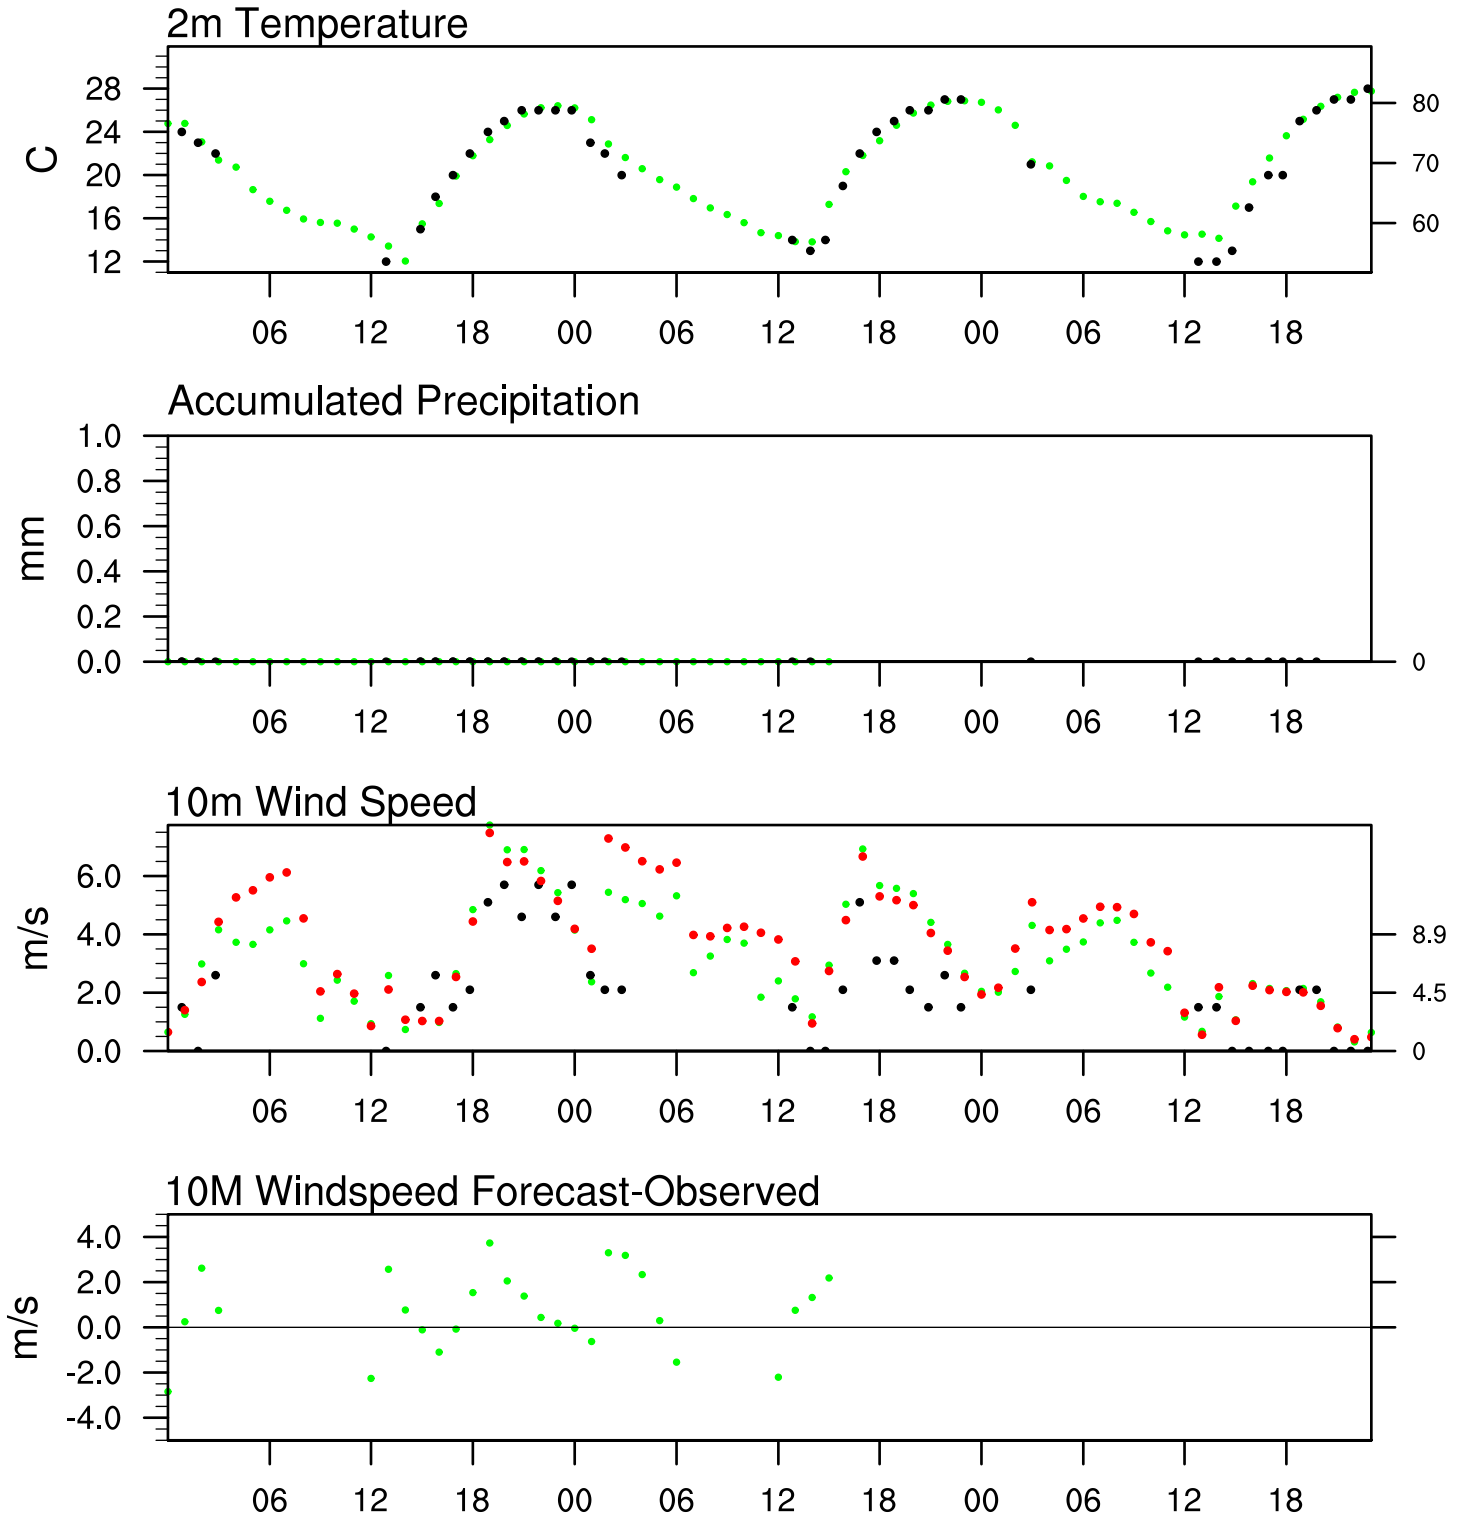 2m Temperature
28
24
20
16
12
C
80
70
60
06 12 18 00 06 12 18 00 06 12 18
Accumulated Precipitation
1.0
0.8
0.6
0.4
0.2
0.0
mm
0
06 12 18 00 06 12 18 00 06 12 18
10m Wind Speed
6.0
4.0
2.0
0.0
m/s
8.9
4.5
0
06 12 18 00 06 12 18 00 06 12 18
10M Windspeed Forecast-Observed
4.0
2.0
0.0
-2.0
-4.0
m/s
06 12 18 00 06 12 18 00 06 12 18